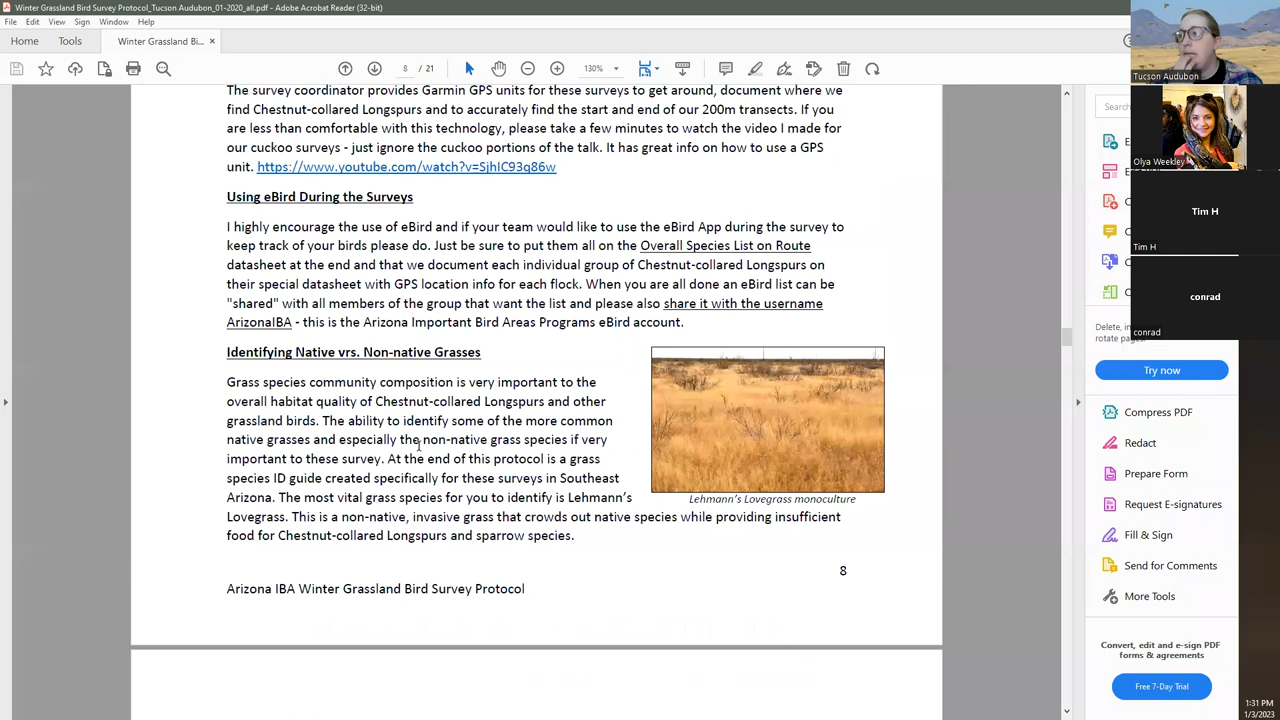 Winter Grassland Bird Survey Protocol_Tucson Audubon_01-2020_all.pdf - Adobe Acrobat Reader (32-bit)
File Edit View Sign Window Help
Home Tools Winter Grassland Bi... ×
8 / 21 130%
The survey coordinator provides Garmin GPS units for these surveys to get around, document where we
find Chestnut-collared Longspurs and to accurately find the start and end of our 200m transects. If you
are less than comfortable with this technology, please take a few minutes to watch the video I made for
our cuckoo surveys - just ignore the cuckoo portions of the talk. It has great info on how to use a GPS
unit. https://www.youtube.com/watch?v=SjhlC93q86w
Using eBird During the Surveys
I highly encourage the use of eBird and if your team would like to use the eBird App during the survey to
keep track of your birds please do. Just be sure to put them all on the Overall Species List on Route
datasheet at the end and that we document each individual group of Chestnut-collared Longspurs on
their special datasheet with GPS location info for each flock. When you are all done an eBird list can be
"shared" with all members of the group that want the list and please also share it with the username
ArizonaIBA - this is the Arizona Important Bird Areas Programs eBird account.
Identifying Native vrs. Non-native Grasses
Grass species community composition is very important to the
overall habitat quality of Chestnut-collared Longspurs and other
grassland birds. The ability to identify some of the more common
native grasses and especially the non-native grass species if very
important to these survey. At the end of this protocol is a grass
species ID guide created specifically for these surveys in Southeast
Arizona. The most vital grass species for you to identify is Lehmann's
Lovegrass. This is a non-native, invasive grass that crowds out native species while providing insufficient
food for Chestnut-collared Longspurs and sparrow species.
Lehmann's Lovegrass monoculture
8
Arizona IBA Winter Grassland Bird Survey Protocol
Tucson Audubon
Olya Weekley
Tim H
Tim H
conrad
conrad
Search
Delete, in
rotate page
Try now
Compress PDF
Redact
Prepare Form
Request E-signatures
Fill & Sign
Send for Comments
More Tools
Convert, edit and e-sign PDF
forms & agreements
Free 7-Day Trial
1:31 PM
1/3/2023